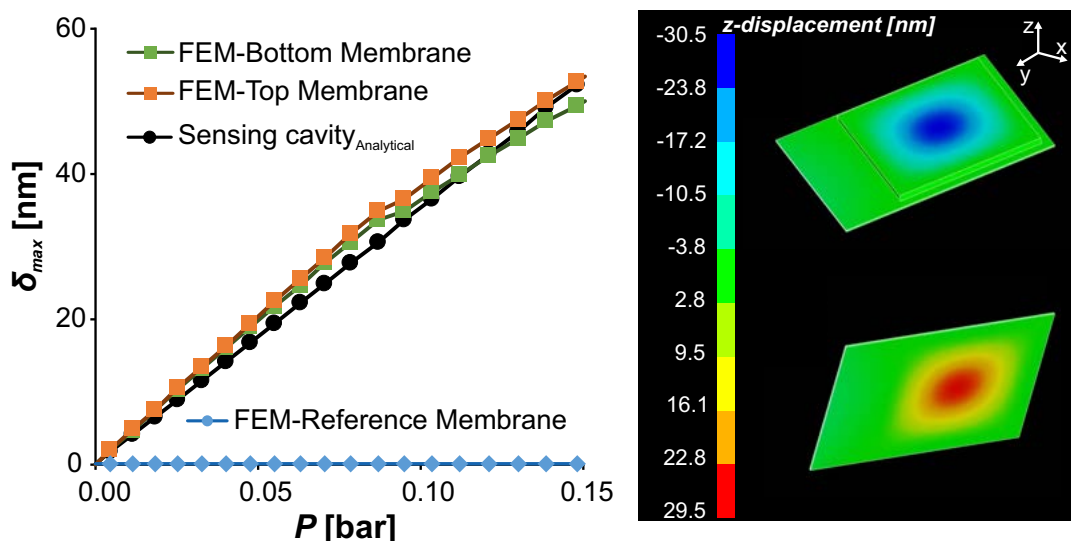 60
40
20
0
δmax [nm]
FEM-Bottom Membrane
FEM-Top Membrane
Sensing cavityAnalytical
FEM-Reference Membrane
0.00
0.05
0.10
0.15
P [bar]
z-displacement [nm]
-30.5
-23.8
-17.2
-10.5
-3.8
2.8
9.5
16.1
22.8
29.5
z
x
y